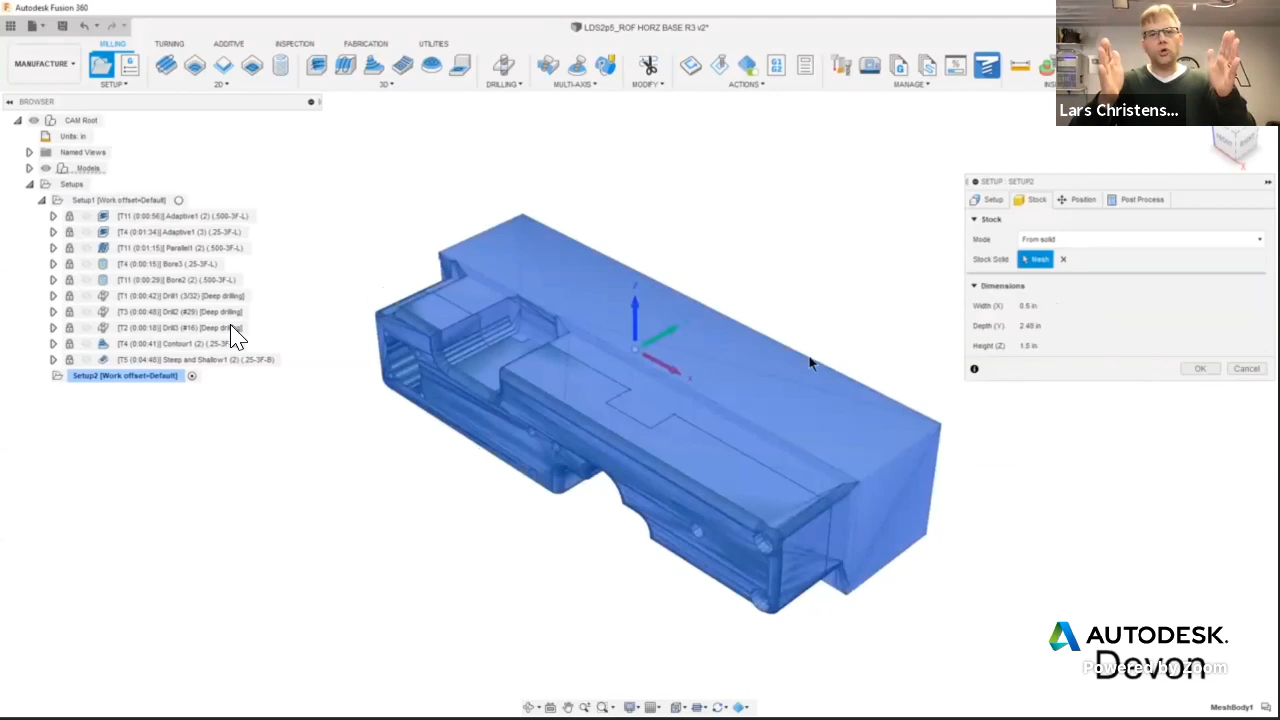 Autodesk Fusion 360
LDS2p5_ROF HORZ BASE R3 v2*
MILLING TURNING ADDITIVE INSPECTION FABRICATION UTILITIES
MANUFACTURE
SETUP 2D 3D DRILLING MULTI-AXIS MODIFY ACTIONS MANAGE
G1
G2
Lars Christens...
BROWSER
CAM Root
Units: in
Named Views
Models
Setups
Setup1 [Work offset=Default]
[T11 (0:00:56)] Adaptive1 (2) (.500-3F-L)
[T4 (0:01:34)] Adaptive1 (3) (.25-3F-L)
[T11 (0:01:15)] Parallel1 (2) (.500-3F-L)
[T4 (0:00:15)] Bore3 (.25-3F-L)
[T11 (0:00:29)] Bore2 (2) (.500-3F-L)
[T1 (0:00:42)] Drill1 (3/32) [Deep drilling]
[T3 (0:00:48)] Drill2 (#29) [Deep drilling]
[T2 (0:00:18)] Drill3 (#16) [Deep
[T4 (0:00:41)] Contour1 (2) (.25-3F
[T5 (0:04:48)] Steep and Shallow1 (2) (.25-3F-B)
Setup2 [Work offset=Default]
SETUP : SETUP2
Setup Stock Position Post Process
Stock
Mode From solid
Stock Solid Mesh
Dimensions
Width (X) 0.5 in
Depth (Y) 2.48 in
Height (Z) 1.5 in
OK Cancel
Z
X
X
AUTODESK.
Devon
Powered by Zoom
MeshBody1